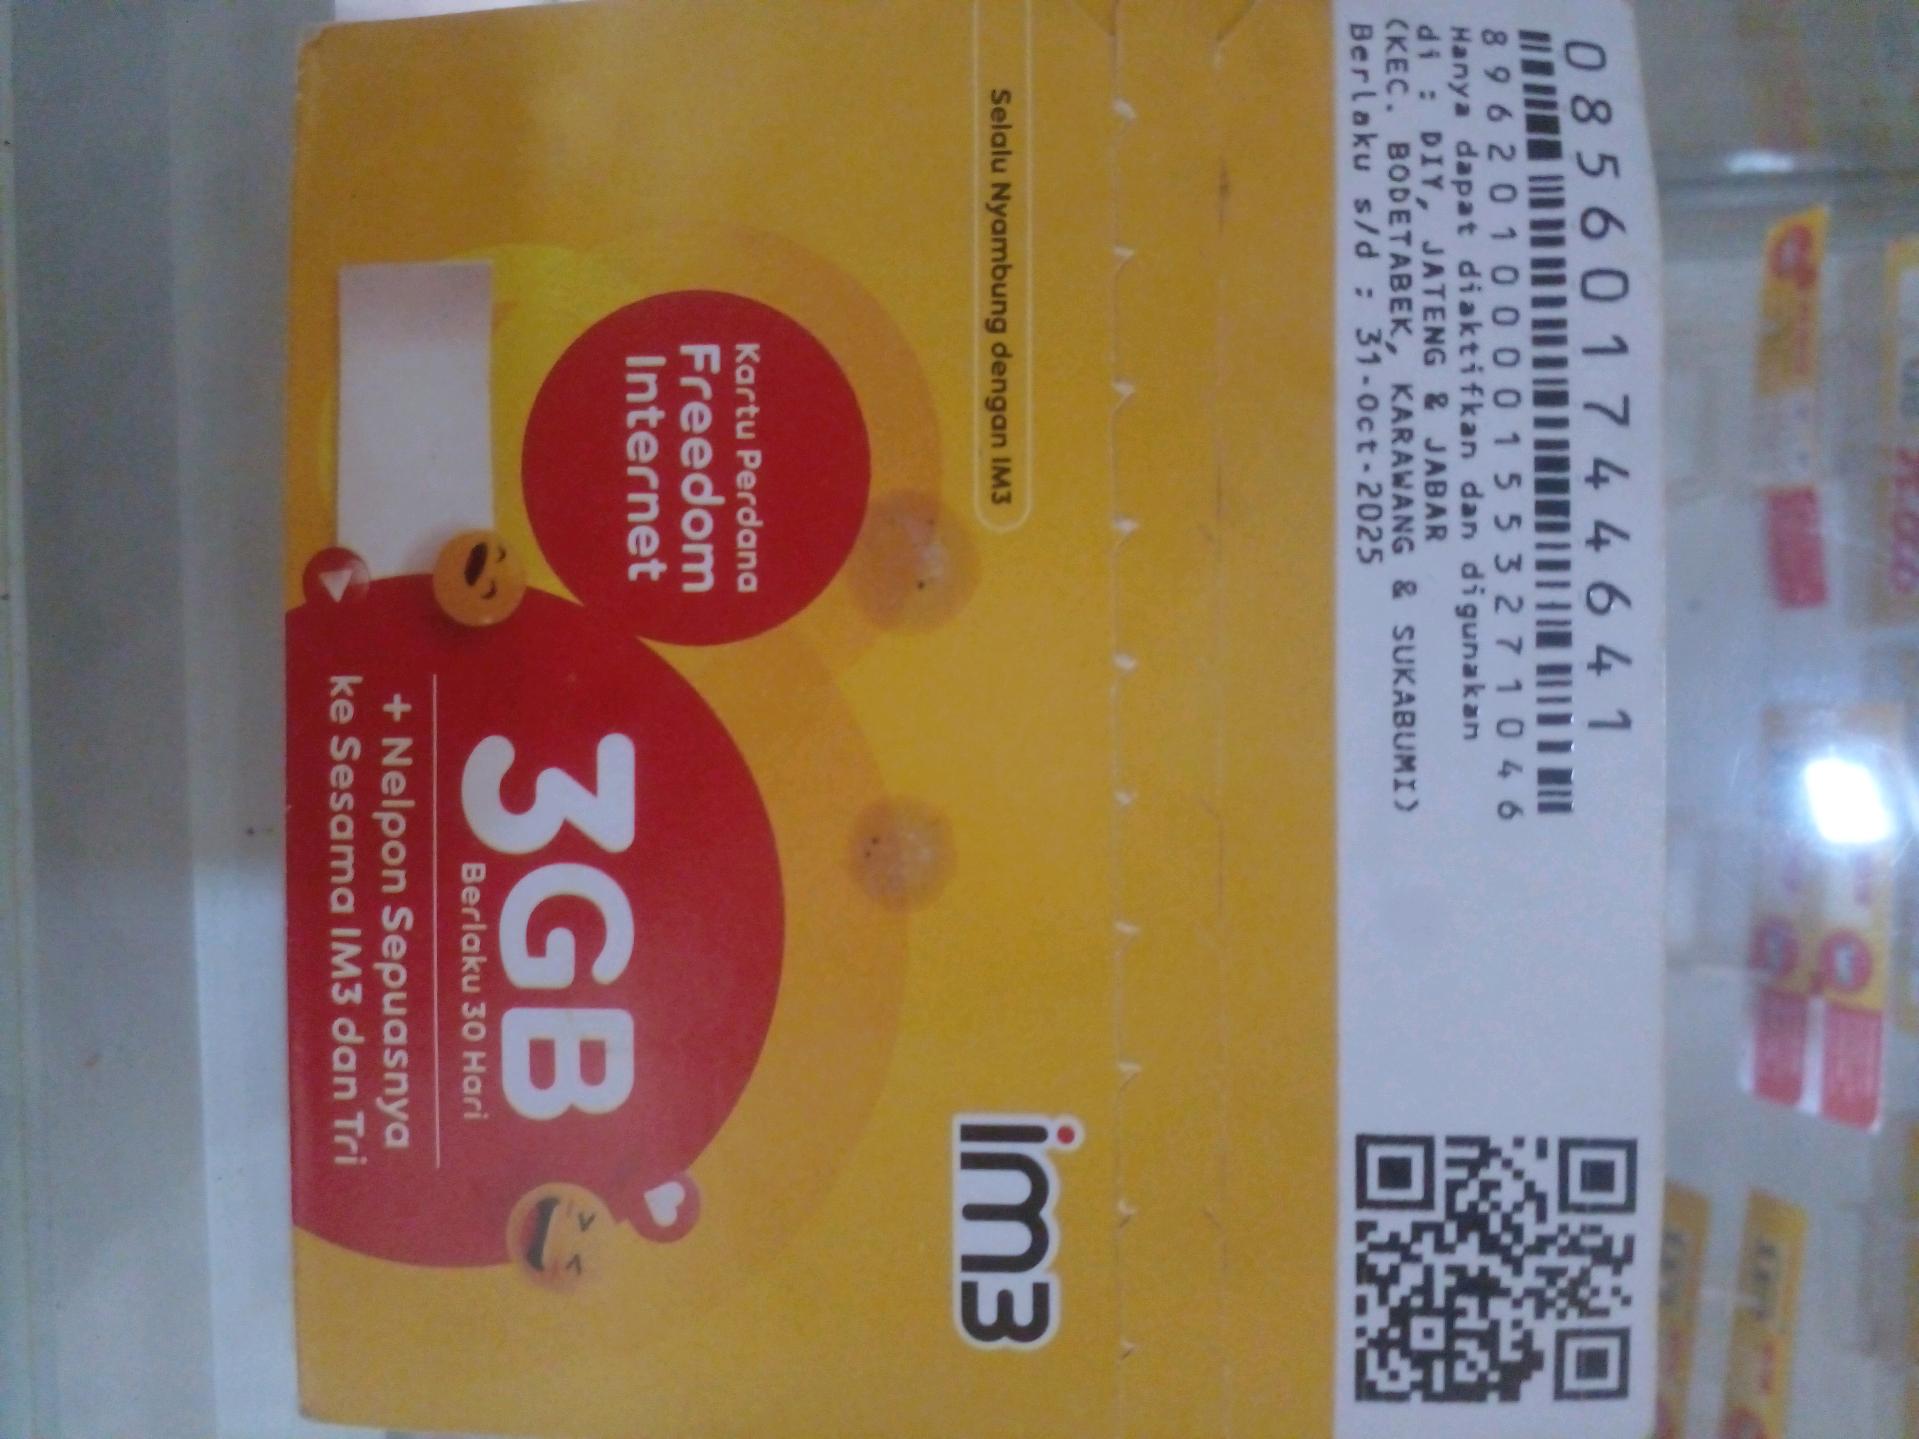 085601744641
89620100001553271046
Hanya dapat diaktifkan dan digunakan
di : DIY, JATENG & JABAR
(KEC. BODETABEK, KARAWANG & SUKABUMI)
Berlaku s/d : 31-Oct-2025
im3
Selalu Nyambung dengan IM3
Kartu Perdana
Freedom
Internet
3GB
Berlaku 30 Hari
+ Nelpon Sepuasnya
ke Sesama IM3 dan Tri